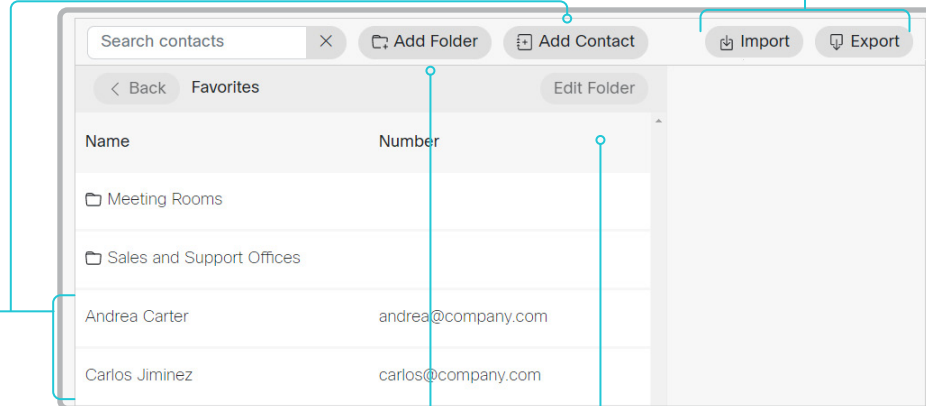 Search contacts Add Folder Add Contact Import Export
Back Favorites Edit Folder
Name Number
Meeting Rooms
Sales and Support Offices
Andrea Carter andrea@company.com
Carlos Jiminez carlos@company.com